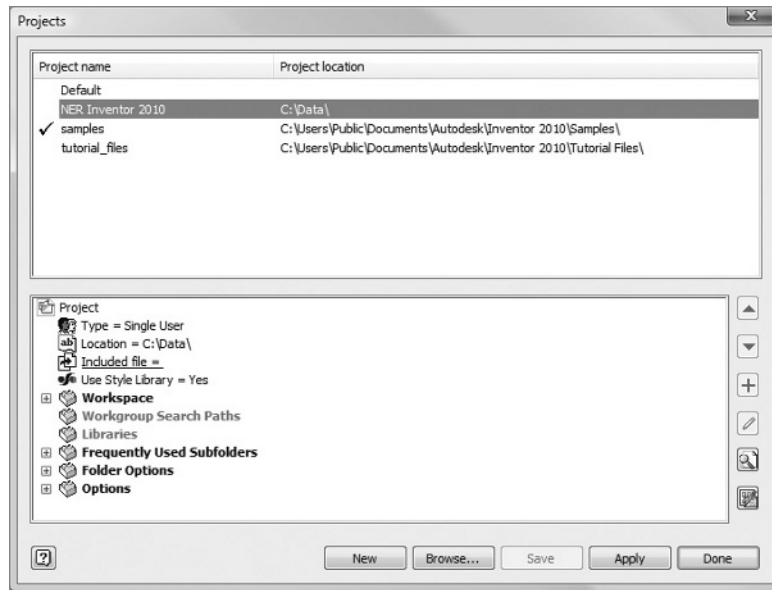 Projects
Project name Project location
Default
NER Inventor 2010 C:\Data\
samples C:\Users\Public\Documents\Autodesk\Inventor 2010\Samples\
tutorial_files C:\Users\Public\Documents\Autodesk\Inventor 2010\Tutorial Files\
Project
Type = Single User
Location = C:\Data\
Included file =
Use Style Library = Yes
Workspace
Workgroup Search Paths
Libraries
Frequently Used Subfolders
Folder Options
Options
New Browse... Save Apply Done